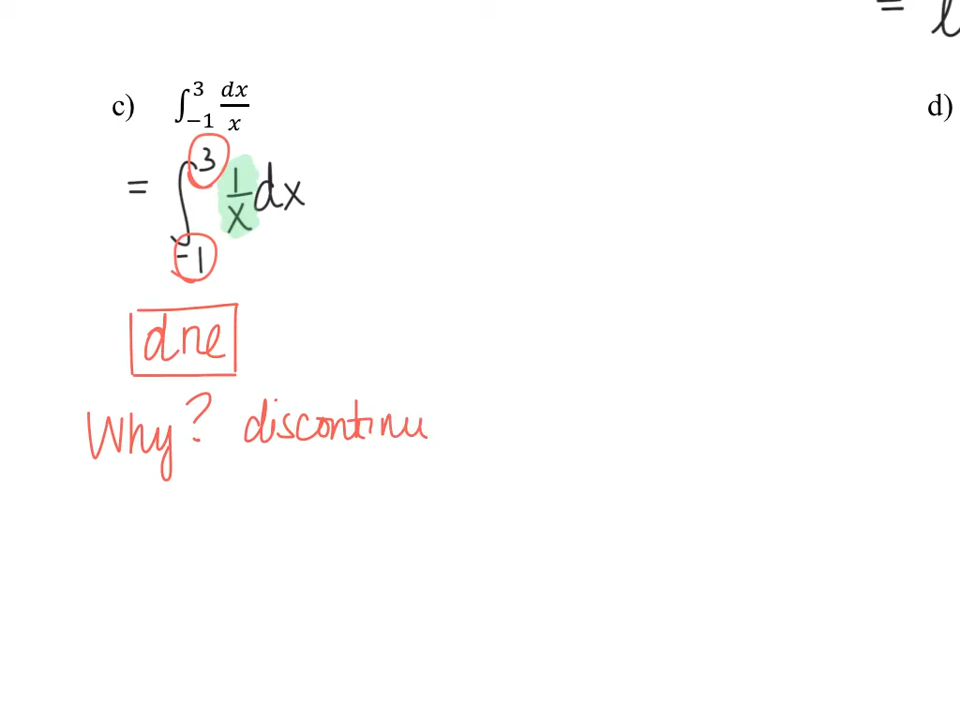 = l
c) ∫_{-1}^{3} dx/x
d)
= ∫_{-1}^{3} 1/x dx
dne
Why? discontinu